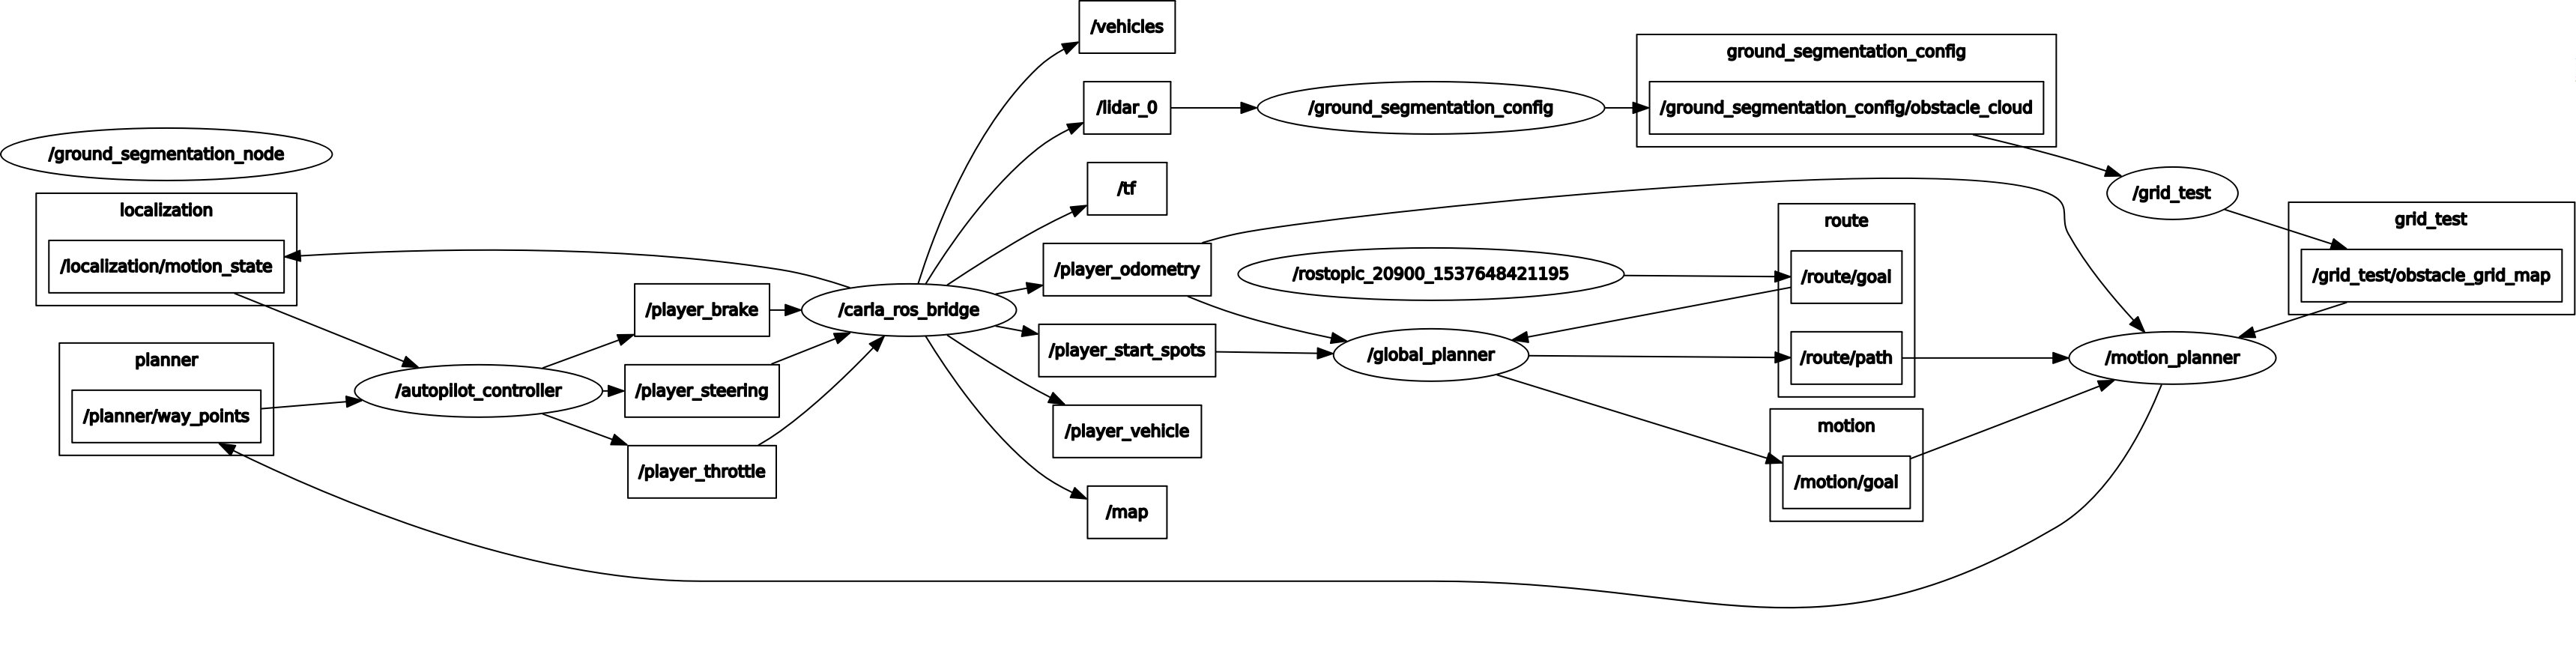 /vehicles
ground_segmentation_config
/lidar_0
/ground_segmentation_config
/ground_segmentation_config/obstacle_cloud
/ground_segmentation_node
/tf
/grid_test
localization
/localization/motion_state
/player_odometry
/rostopic_20900_1537648421195
route
/route/goal
grid_test
/grid_test/obstacle_grid_map
/player_brake
/carla_ros_bridge
/player_start_spots
/global_planner
/route/path
/motion_planner
planner
/planner/way_points
/autopilot_controller
/player_steering
/player_vehicle
motion
/motion/goal
/player_throttle
/map